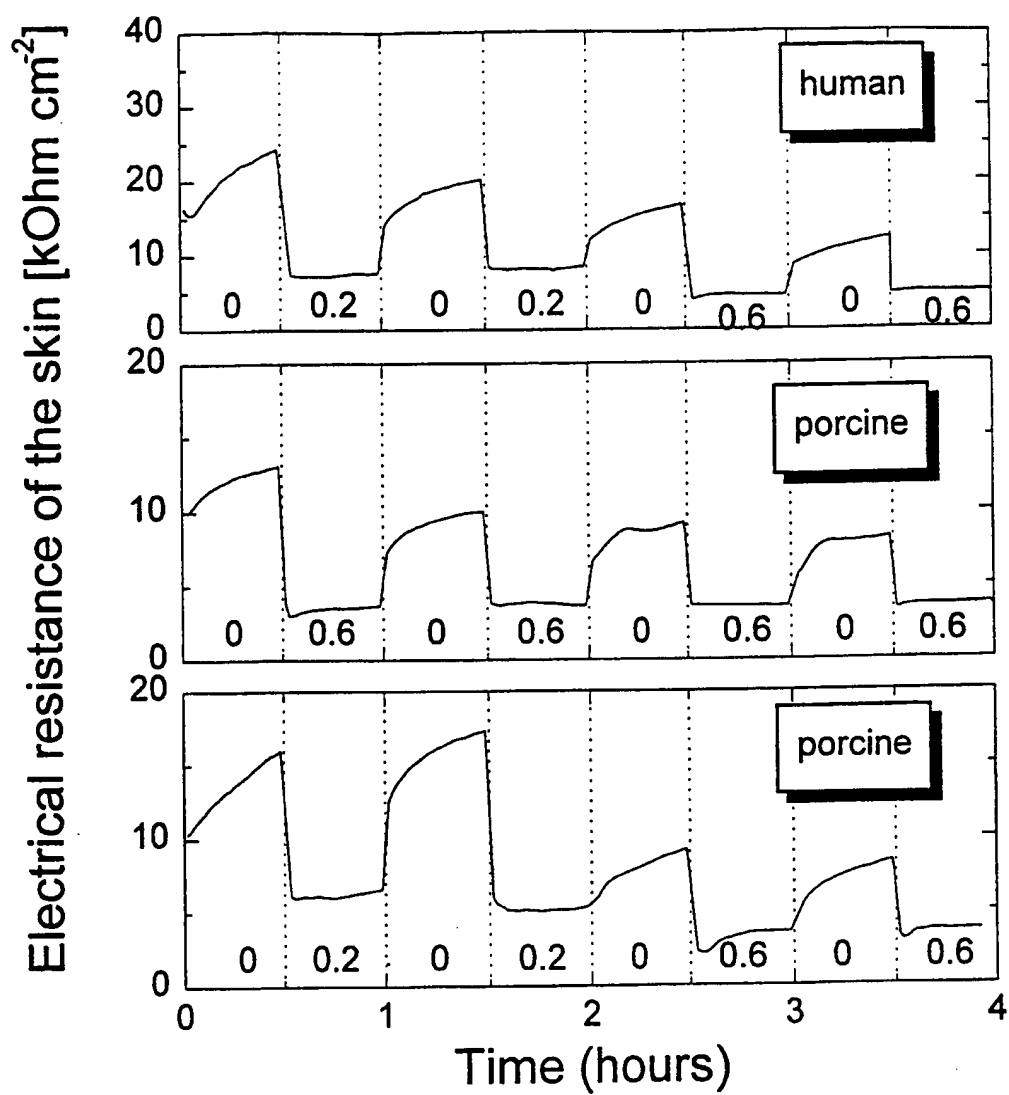 Electrical resistance of the skin [kOhm cm⁻²]
40
30
20
10
0
human
0 0.2 0 0.2 0 0.6 0 0.6
20
10
0
porcine
0 0.6 0 0.6 0 0.6 0 0.6
20
10
0
porcine
0 0.2 0 0.2 0 0.6 0 0.6
0 1 2 3 4
Time (hours)